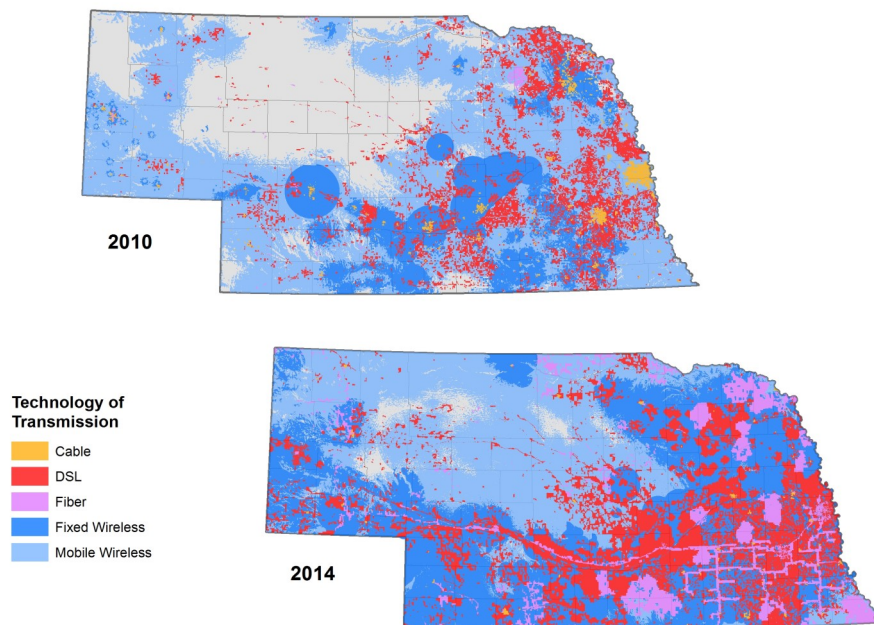 2010
Technology of
Transmission
Cable
DSL
Fiber
Fixed Wireless
Mobile Wireless
2014